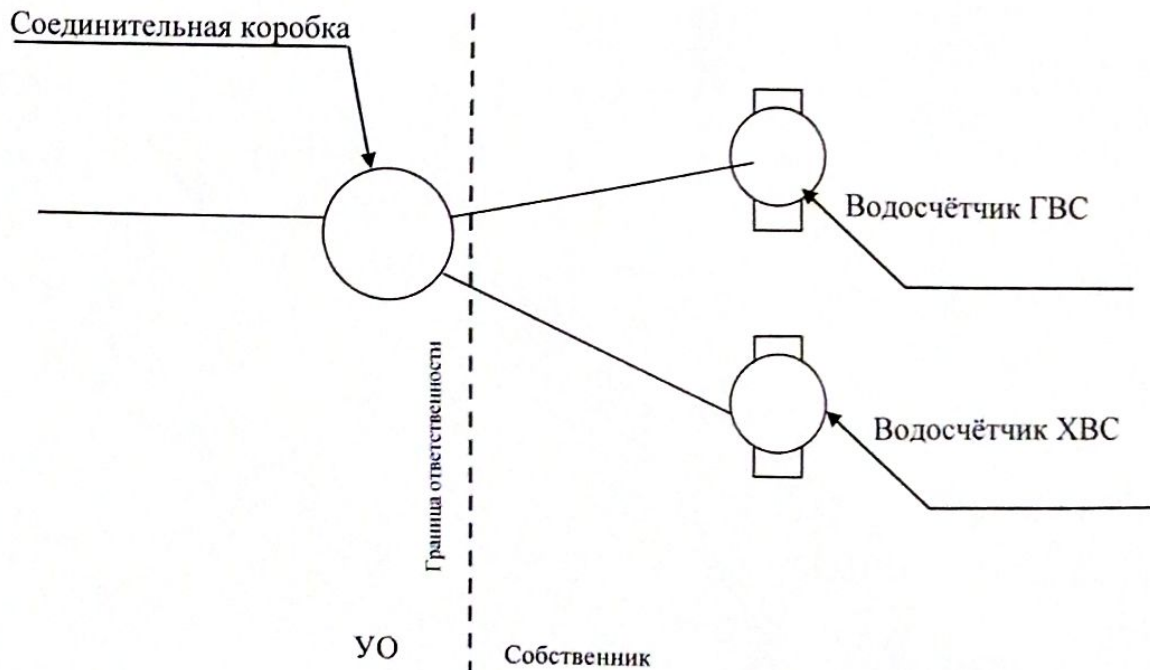 Соединительная коробка
Водосчётчик ГВС
Граница ответственности
Водосчётчик ХВС
УО
Собственник